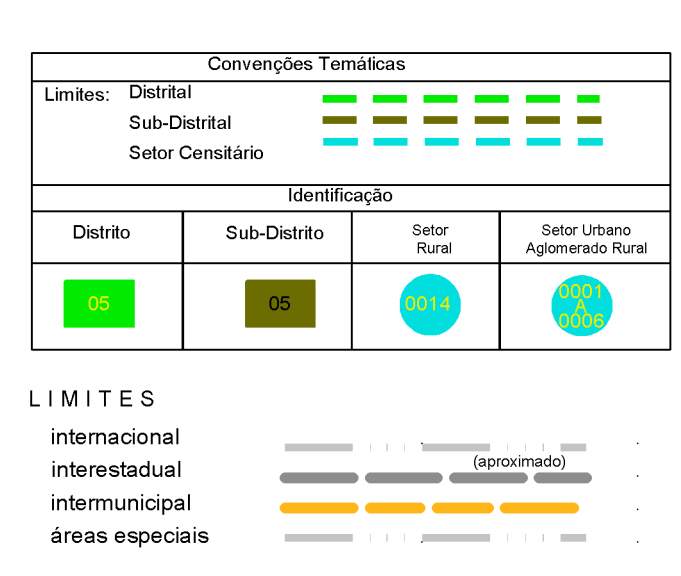 Convenções Temáticas
Limites: Distrital
Sub-Distrital
Setor Censitário
Identificação
Distrito
Sub-Distrito
Setor
Rural
Setor Urbano
Aglomerado Rural
05
05
0014
0001
A
0006
LIMITES
internacional
interestadual
(aproximado)
intermunicipal
áreas especiais